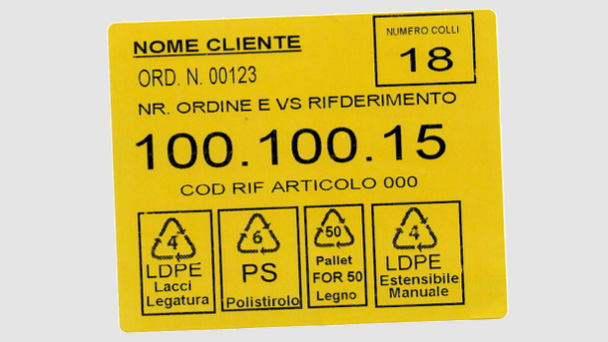 NOME CLIENTE
NUMERO COLLI
18
ORD. N. 00123
NR. ORDINE E VS RIFDERIMENTO
100.100.15
COD RIF ARTICOLO 000
4
LDPE
Lacci
Legatura
6
PS
Polistirolo
50
Pallet
FOR 50
Legno
4
LDPE
Estensibile
Manuale